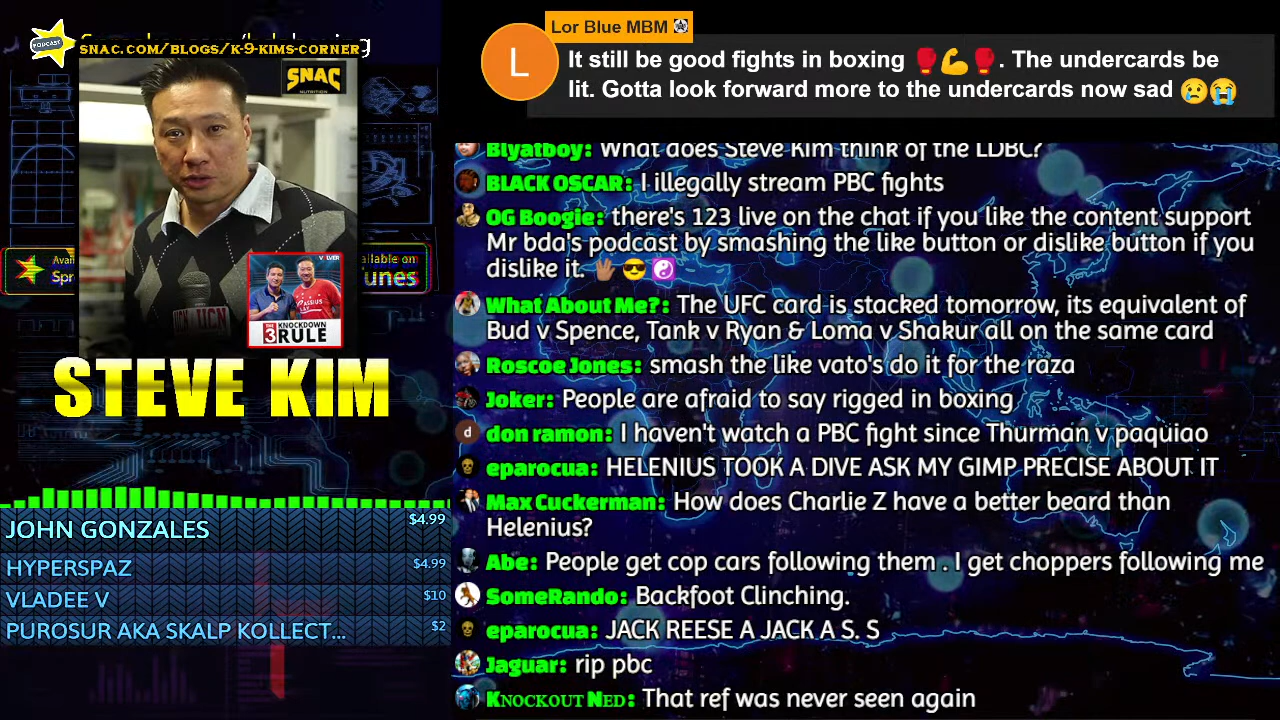 PODCAST
SNAC.COM/BLOGS/K-9-KIMS-CORNER
SNAC
NUTRITION
Avai
Spr
ailable on
unes
THE 3 KNOCKDOWN
RULE
STEVE KIM
JOHN GONZALES $4.99
HYPERSPAZ $4.99
VLADEE V $10
PUROSUR AKA SKALP KOLLECT... $2
Lor Blue MBM
L
It still be good fights in boxing 🥊💪🥊. The undercards be
lit. Gotta look forward more to the undercards now sad 😢😭
Blyatboy: What does Steve Kim think of the LDBC?
BLACK OSCAR: I illegally stream PBC fights
OG Boogie: there's 123 live on the chat if you like the content support
Mr bda's podcast by smashing the like button or dislike button if you
dislike it. 🖖🏾😎☯️
What About Me?: The UFC card is stacked tomorrow, its equivalent of
Bud v Spence, Tank v Ryan & Loma v Shakur all on the same card
Roscoe Jones: smash the like vato's do it for the raza
Joker: People are afraid to say rigged in boxing
d don ramon: I haven't watch a PBC fight since Thurman v paquiao
eparocua: HELENIUS TOOK A DIVE ASK MY GIMP PRECISE ABOUT IT
Max Cuckerman: How does Charlie Z have a better beard than
Helenius?
Abe: People get cop cars following them . I get choppers following me
SomeRando: Backfoot Clinching.
eparocua: JACK REESE A JACK A S. S
Jaguar: rip pbc
Knockout Ned: That ref was never seen again